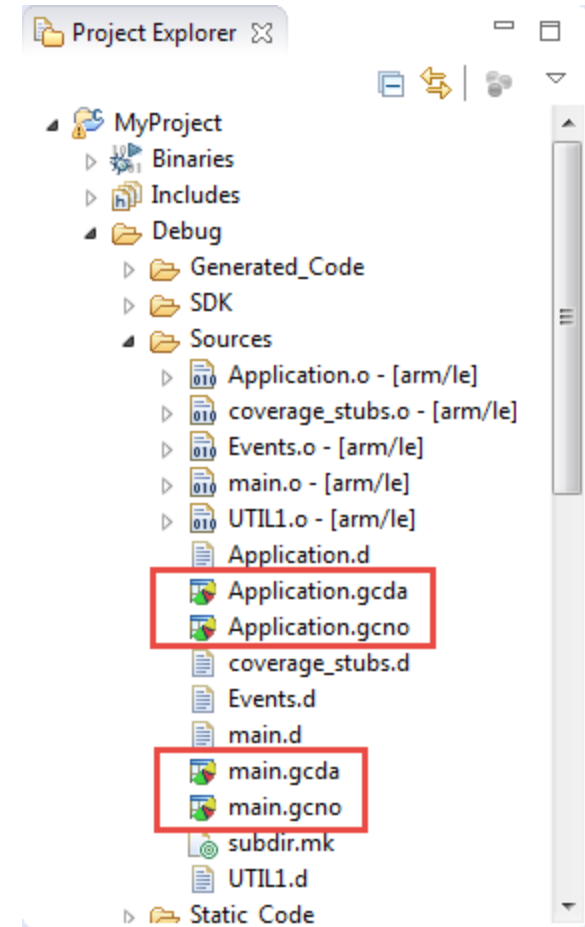 Project Explorer
MyProject
Binaries
Includes
Debug
Generated_Code
SDK
Sources
Application.o - [arm/le]
coverage_stubs.o - [arm/le]
Events.o - [arm/le]
main.o - [arm/le]
UTIL1.o - [arm/le]
Application.d
Application.gcda
Application.gcno
coverage_stubs.d
Events.d
main.d
main.gcda
main.gcno
subdir.mk
UTIL1.d
Static_Code